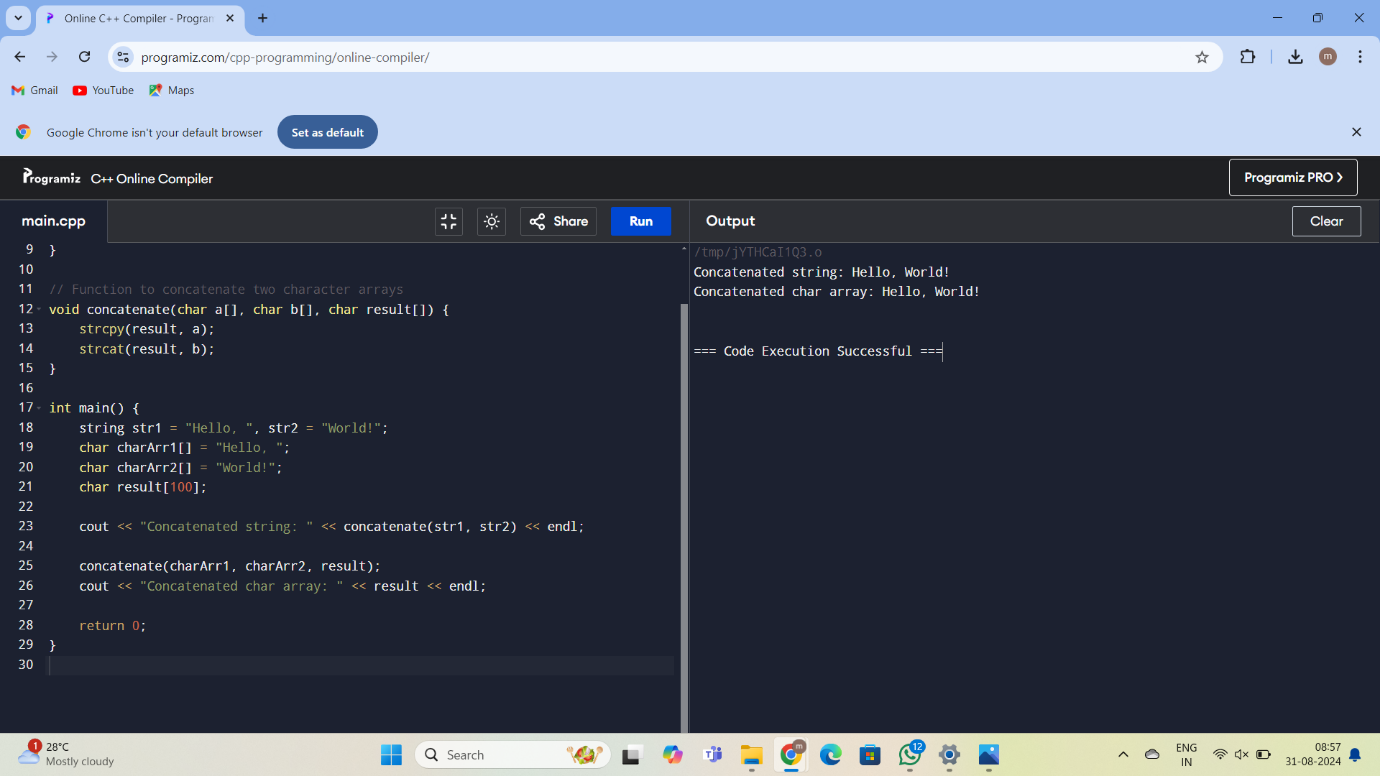 Online C++ Compiler - Program
programiz.com/cpp-programming/online-compiler/
m
Gmail YouTube Maps
Google Chrome isn't your default browser Set as default
Programiz C++ Online Compiler
Programiz PRO >
main.cpp
Share Run
Output
Clear
9 }
10
11 // Function to concatenate two character arrays
12 void concatenate(char a[], char b[], char result[]) {
13 strcpy(result, a);
14 strcat(result, b);
15 }
16
17 int main() {
18 string str1 = "Hello, ", str2 = "World!";
19 char charArr1[] = "Hello, ";
20 char charArr2[] = "World!";
21 char result[100];
22
23 cout << "Concatenated string: " << concatenate(str1, str2) << endl;
24
25 concatenate(charArr1, charArr2, result);
26 cout << "Concatenated char array: " << result << endl;
27
28 return 0;
29 }
30
/tmp/jYTHCaI1Q3.o
Concatenated string: Hello, World!
Concatenated char array: Hello, World!
=== Code Execution Successful ===
1
28°C
Mostly cloudy
Search
m
12
ENG
IN
08:57
31-08-2024